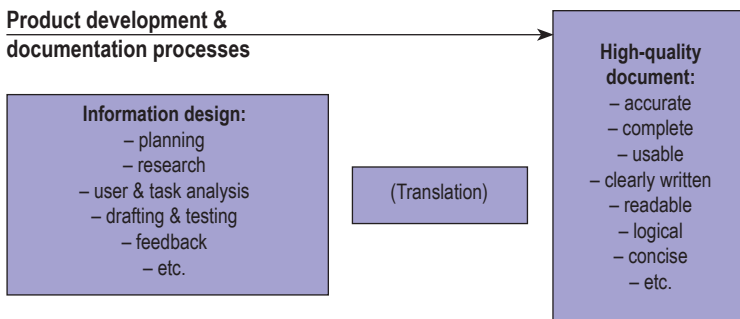 Product development &
documentation processes
Information design:
– planning
– research
– user & task analysis
– drafting & testing
– feedback
– etc.
(Translation)
High-quality
document:
– accurate
– complete
– usable
– clearly written
– readable
– logical
– concise
– etc.